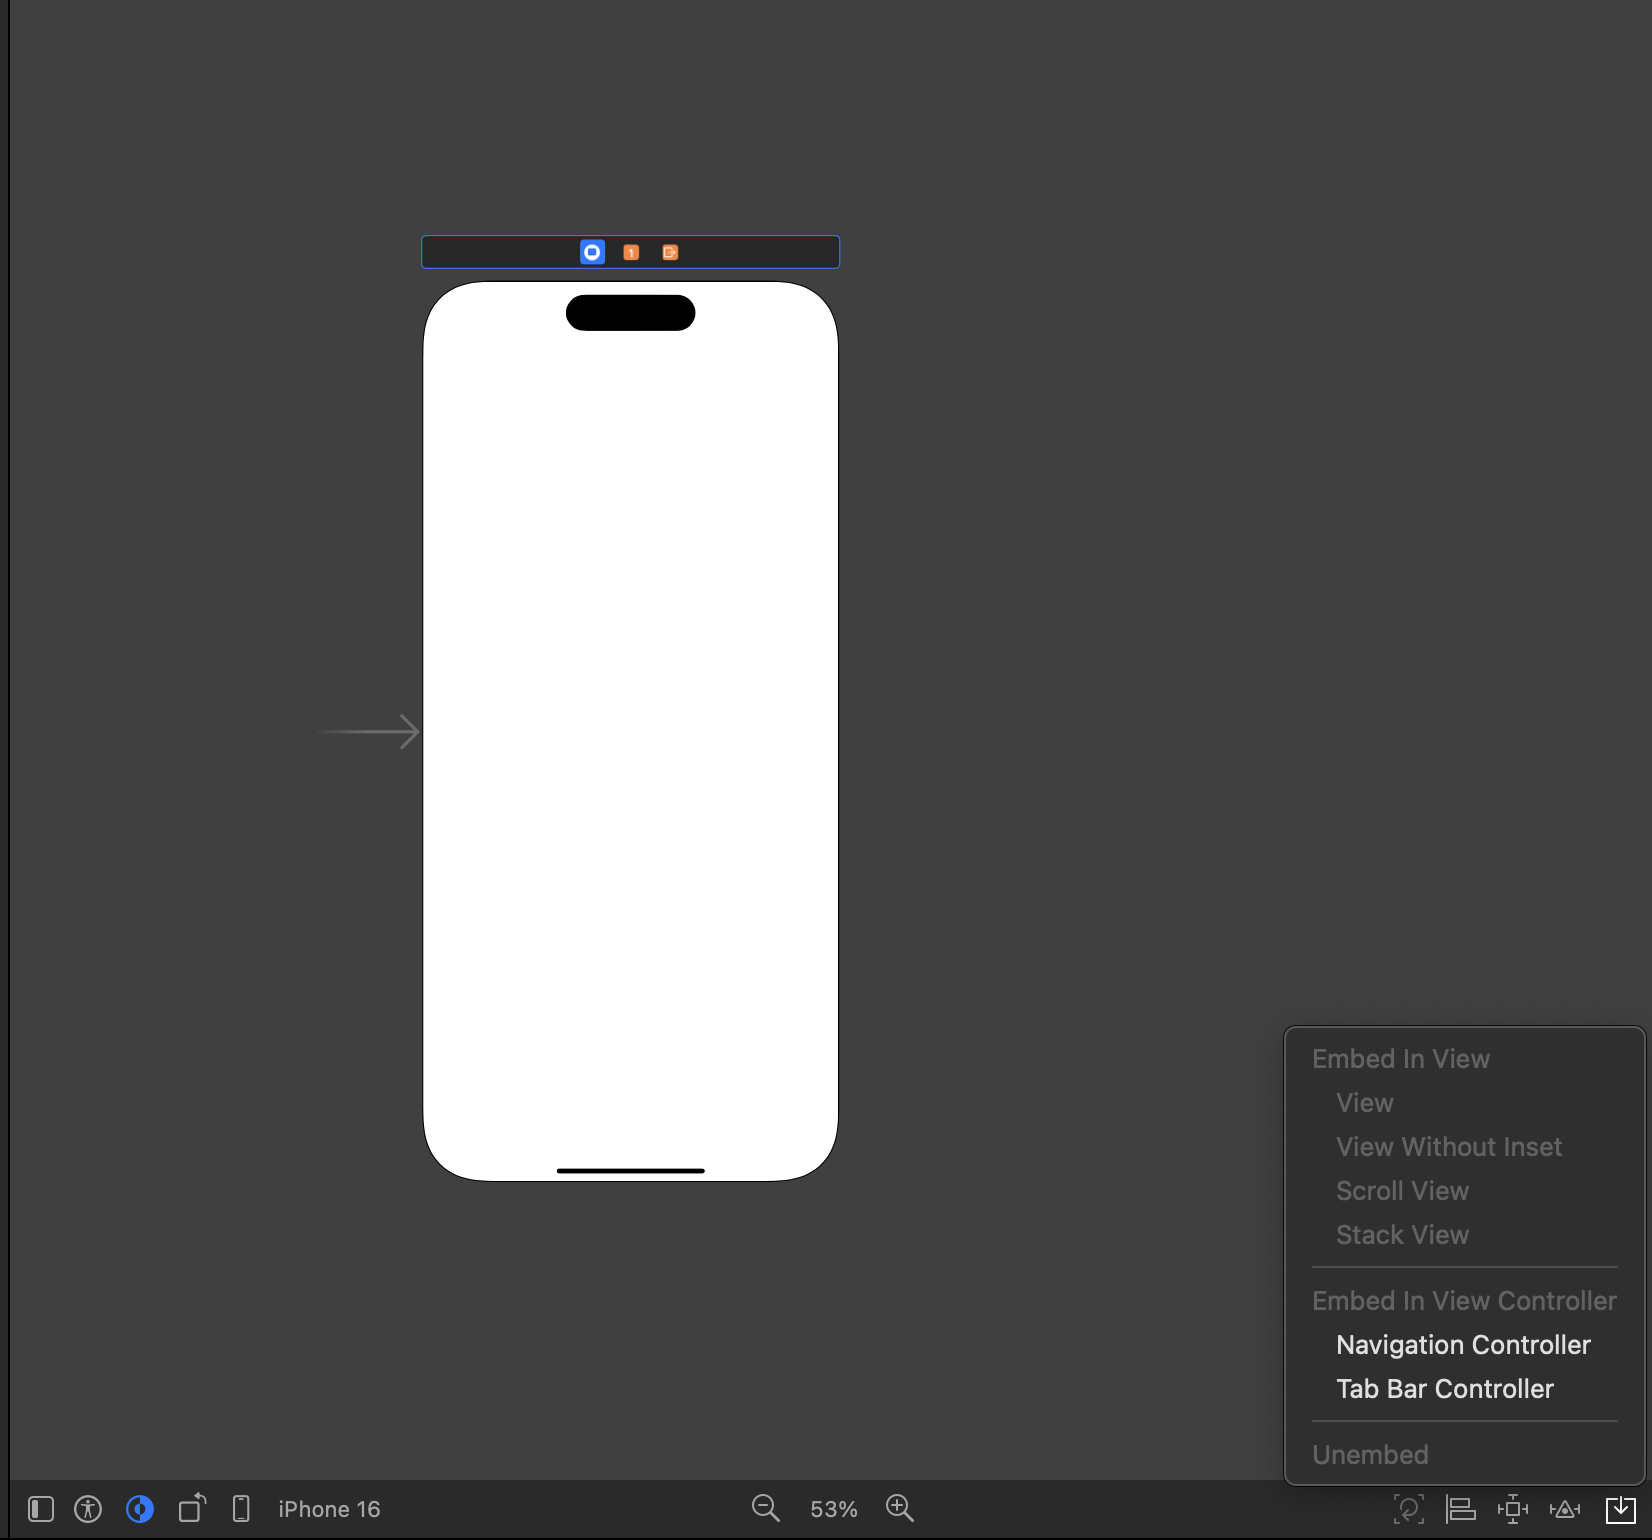 1
Embed In View
View
View Without Inset
Scroll View
Stack View
Embed In View Controller
Navigation Controller
Tab Bar Controller
Unembed
iPhone 16
53%